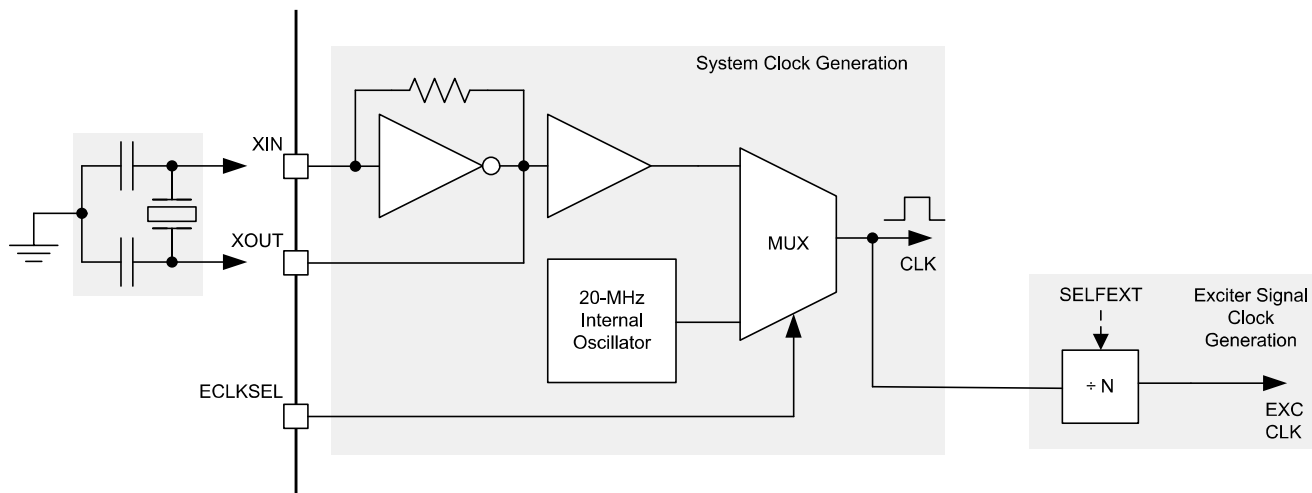 System Clock Generation
XIN
XOUT
MUX
CLK
20-MHz
Internal
Oscillator
ECLKSEL
SELFEXT
Exciter Signal
Clock
Generation
÷ N
EXC
CLK